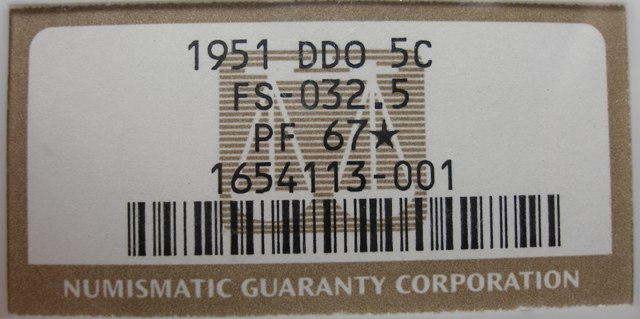 1951 DDO 5C
FS-032.5
PF 67★
1654113-001
NUMISMATIC GUARANTY CORPORATION